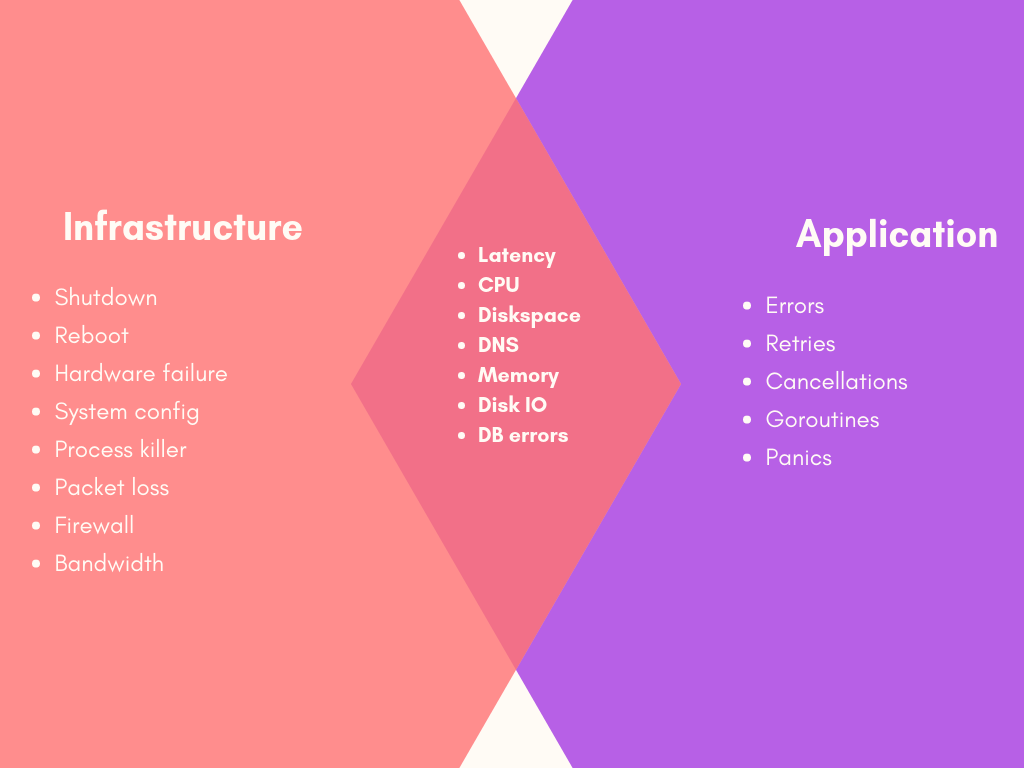 Infrastructure
Shutdown
Reboot
Hardware failure
System config
Process killer
Packet loss
Firewall
Bandwidth
Latency
CPU
Diskspace
DNS
Memory
Disk IO
DB errors
Application
Errors
Retries
Cancellations
Goroutines
Panics